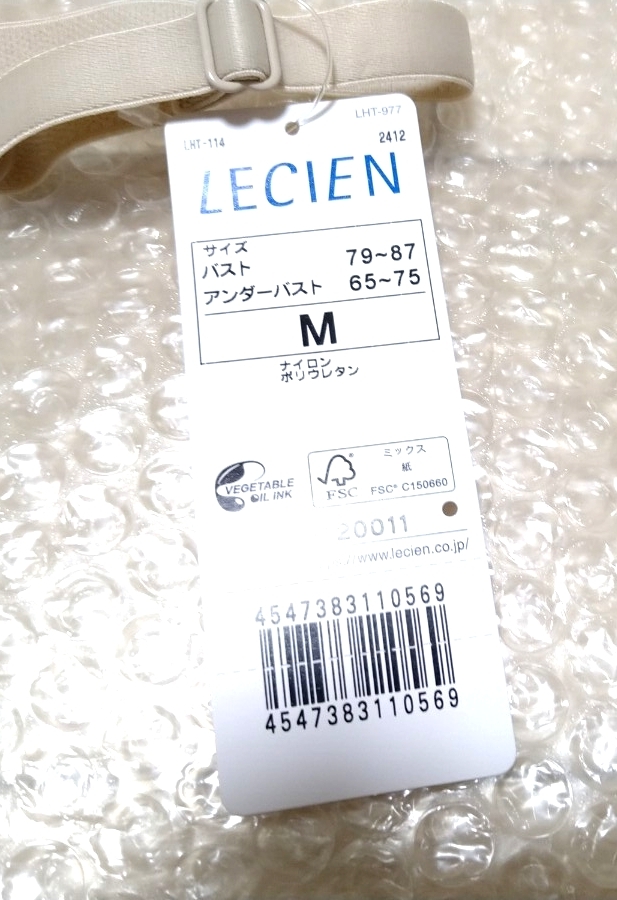 LHT-977
LHT-114
2412
LECIEN
サイズ
バスト 79~87
アンダーバスト 65~75
M
ナイロン
ポリウレタン
VEGETABLE
OIL INK
ミックス
紙
FSC
FSC® C150660
20011
www.lecien.co.jp/
4547383110569
4547383110569